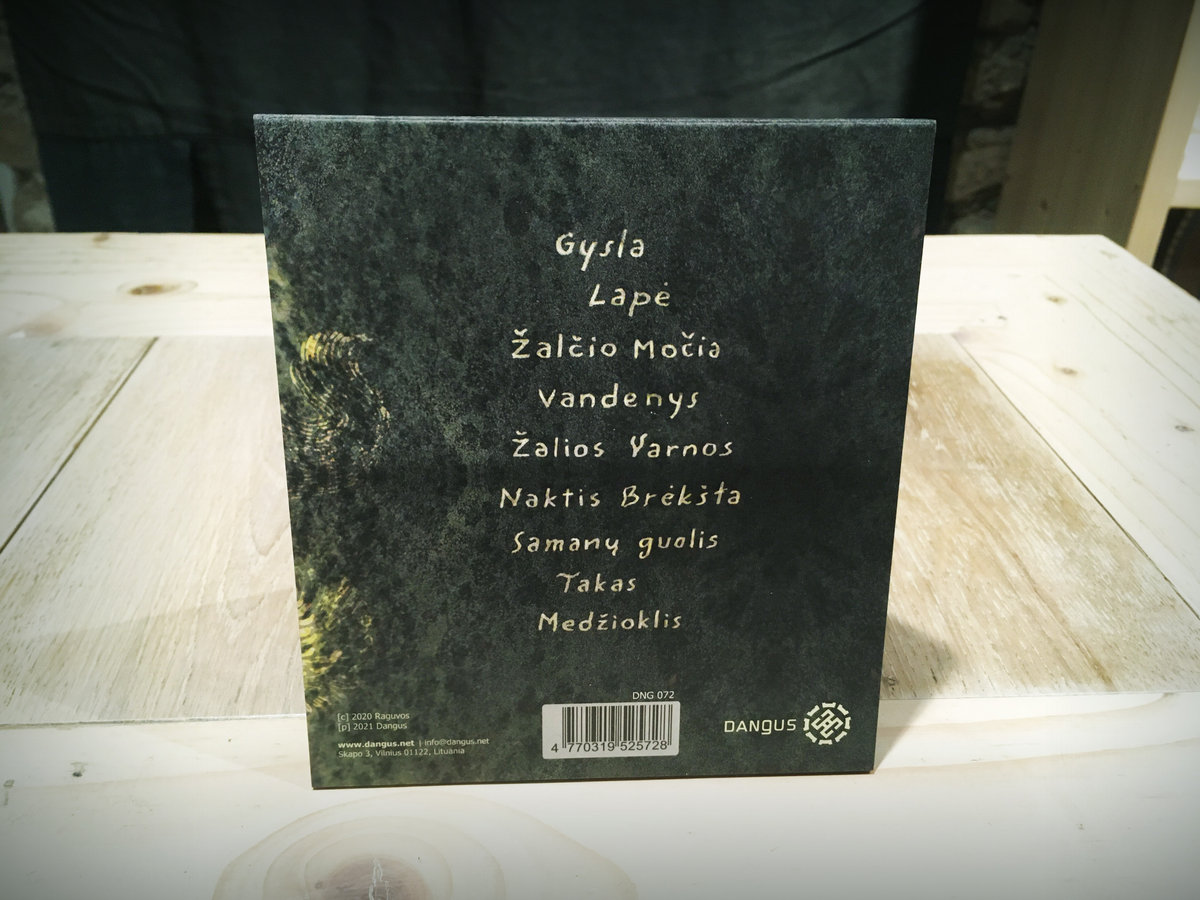 Gysla
Lapė
Žalčio Močia
Vandenys
Žalios Varnos
Naktis Brėkšta
Samanų guolis
Takas
Medžioklis
DNG 072
[c] 2020 Raguvos
[p] 2021 Dangus
www.dangus.net | info@dangus.net
Skapo 3, Vilnius 01122, Lituania
4 770319 525728
DANGUS